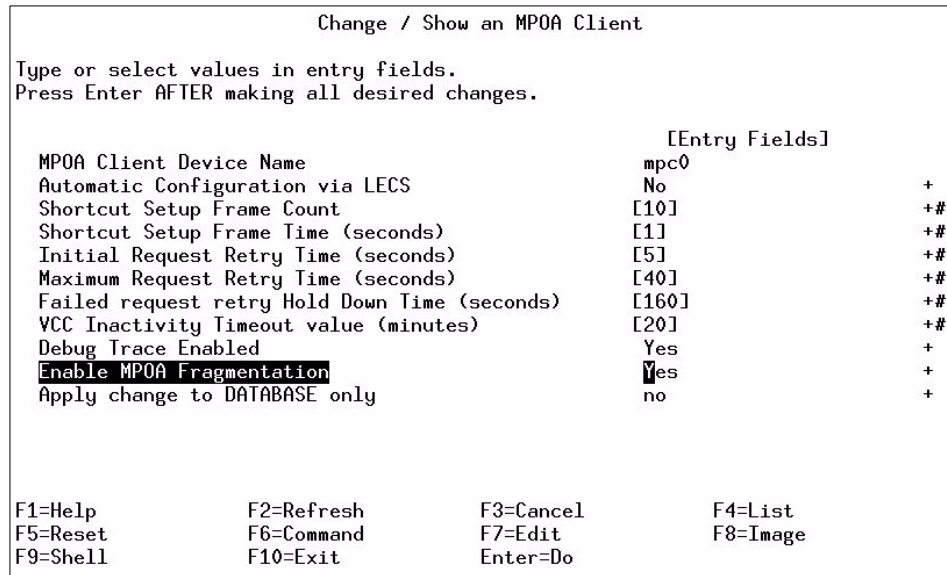 Change / Show an MPOA Client
Type or select values in entry fields.
Press Enter AFTER making all desired changes.
[Entry Fields]
MPOA Client Device Name mpc0
Automatic Configuration via LECS No +
Shortcut Setup Frame Count [10] +#
Shortcut Setup Frame Time (seconds) [1] +#
Initial Request Retry Time (seconds) [5] +#
Maximum Request Retry Time (seconds) [40] +#
Failed request retry Hold Down Time (seconds) [160] +#
VCC Inactivity Timeout value (minutes) [20] +#
Debug Trace Enabled Yes +
Enable MPOA Fragmentation Yes +
Apply change to DATABASE only no +
F1=Help F2=Refresh F3=Cancel F4=List
F5=Reset F6=Command F7=Edit F8=Image
F9=Shell F10=Exit Enter=Do